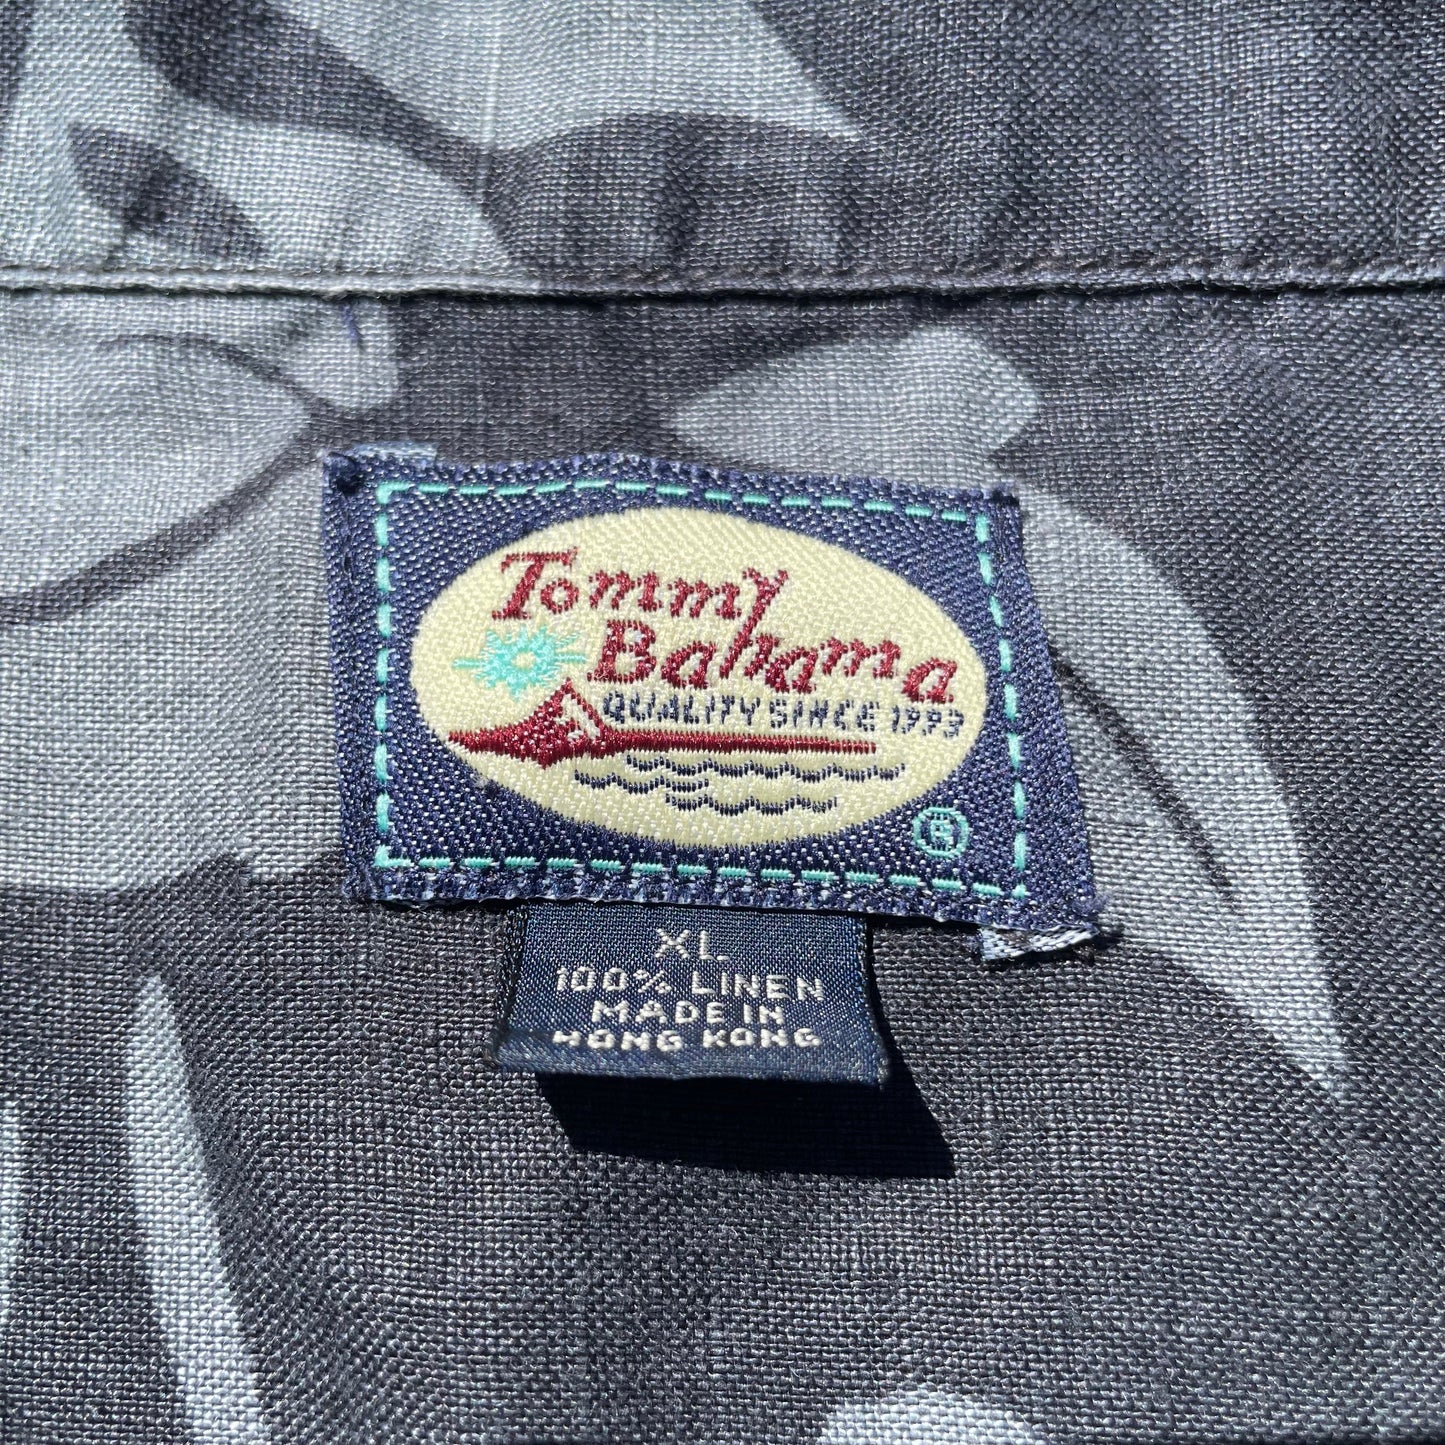 Tommy
Bahama
QUALITY SINCE 1993
®
XL
100% LINEN
MADE IN
HONG KONG